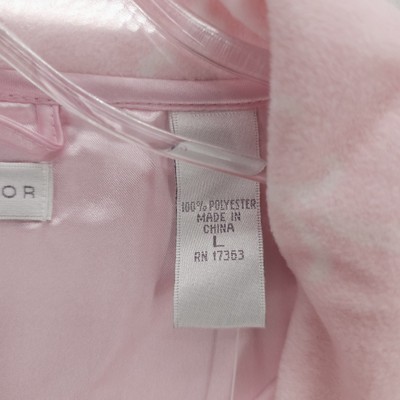 OR
100% POLYESTER
MADE IN
CHINA
L
RN 17353